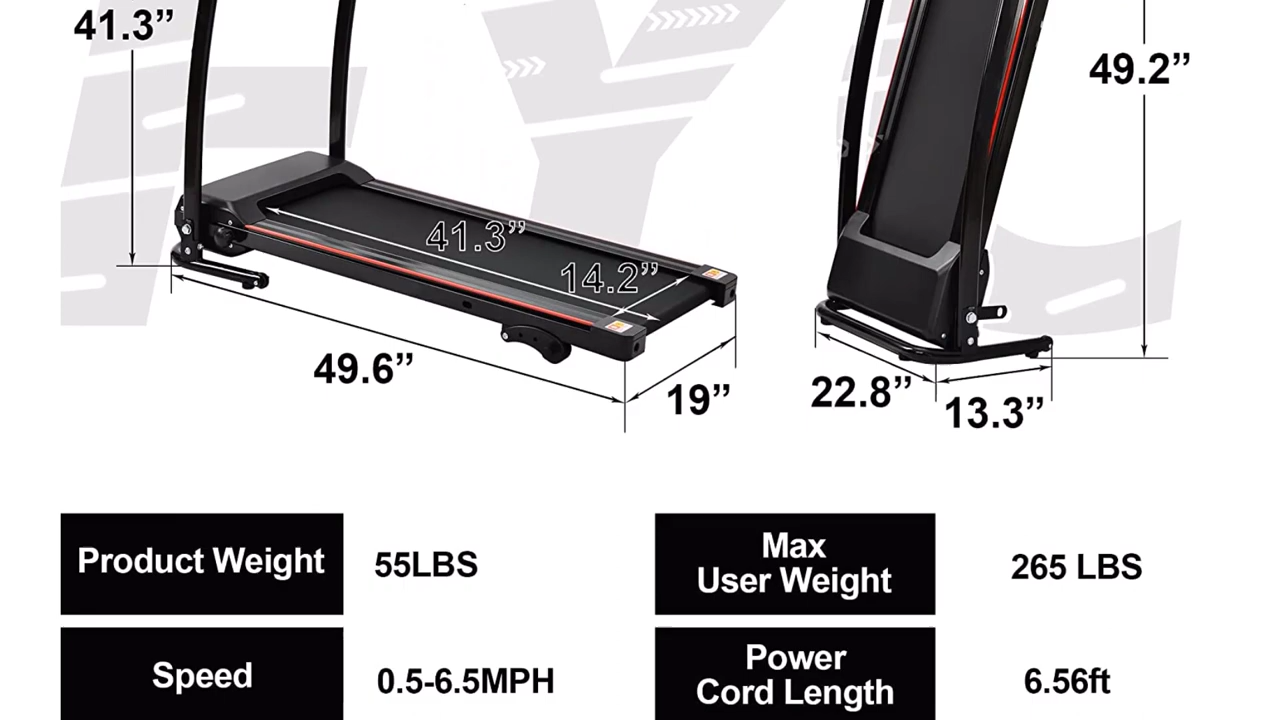 41.3”
49.2”
MPH
41.3”
14.2”
49.6”
19”
22.8”
13.3”
Product Weight
55LBS
Max
User Weight
265 LBS
Speed
0.5-6.5MPH
Power
Cord Length
6.56ft